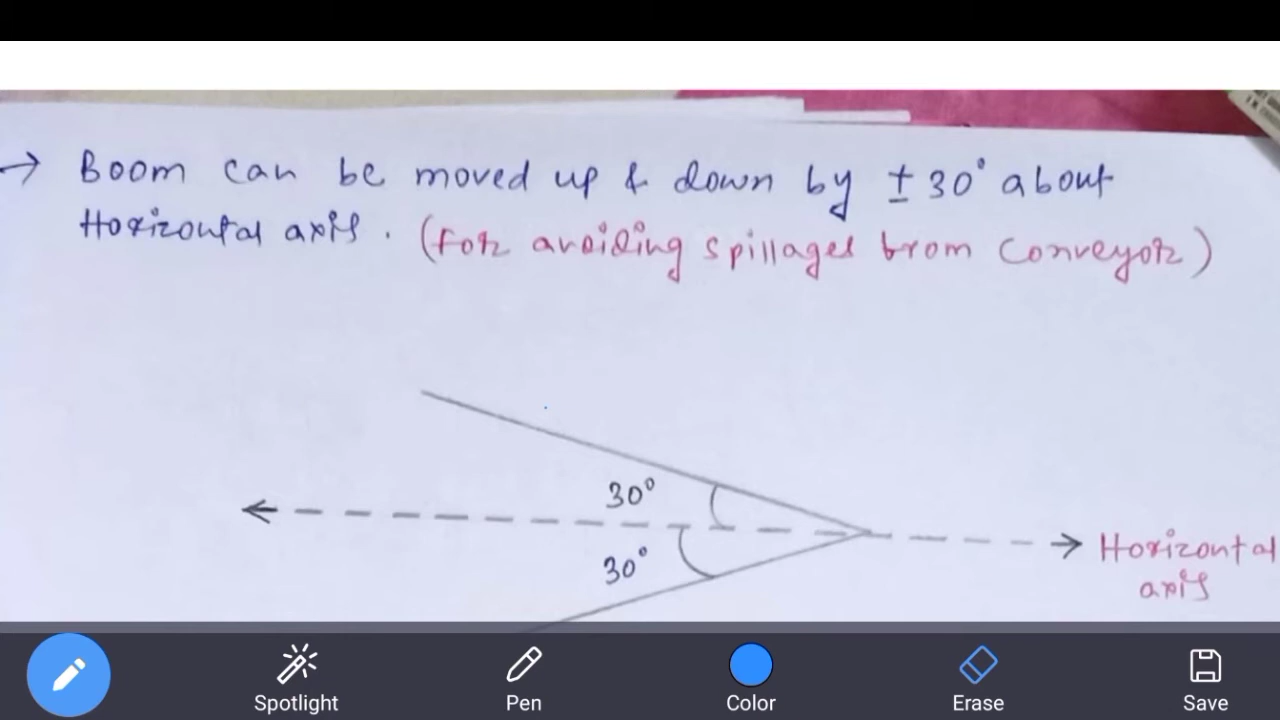 → Boom can be moved up & down by ± 30° about
Horizontal axis. (for avoiding spillages from conveyor)
30°
30°
Horizontal
axis
Spotlight
Pen
Color
Erase
Save